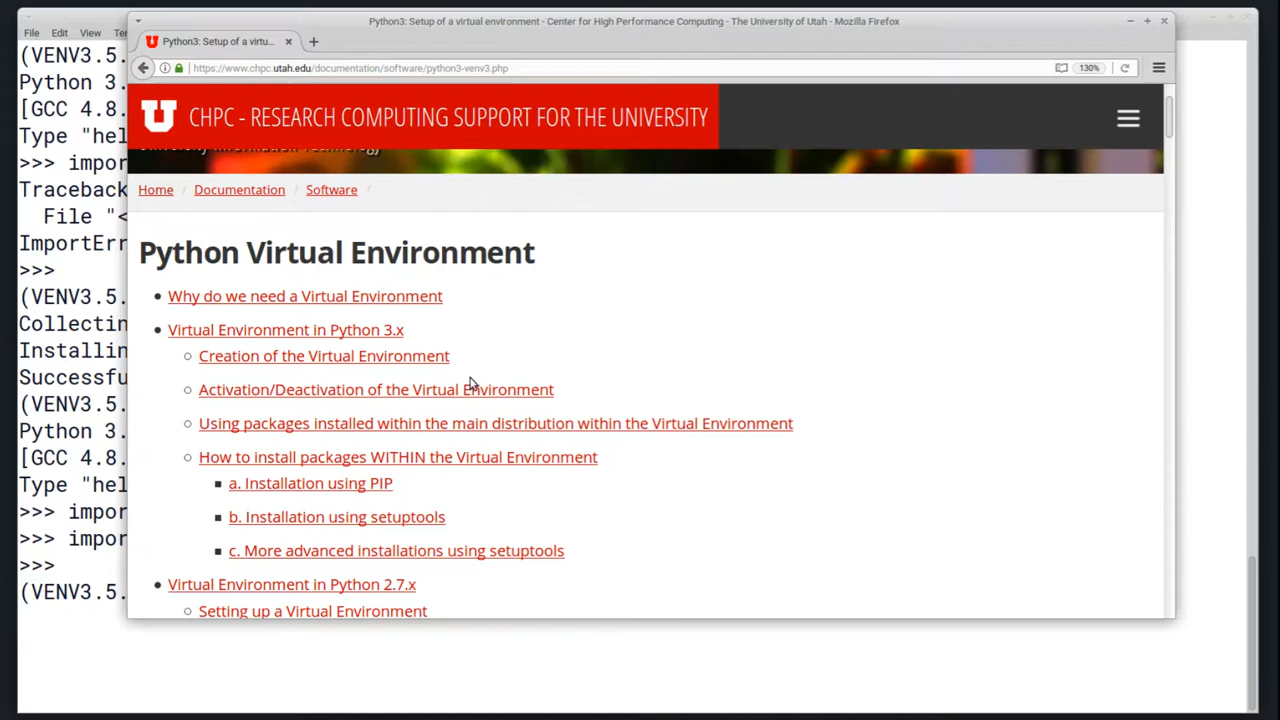 Python3: Setup of a virtual environment - Center for High Performance Computing - The University of Utah - Mozilla Firefox
File Edit View Te
Python3: Setup of a virtu...
https://www.chpc.utah.edu/documentation/software/python3-venv3.php
130%
U CHPC - RESEARCH COMPUTING SUPPORT FOR THE UNIVERSITY
University Information Technology
Home / Documentation / Software /
Python Virtual Environment
Why do we need a Virtual Environment
Virtual Environment in Python 3.x
Creation of the Virtual Environment
Activation/Deactivation of the Virtual Environment
Using packages installed within the main distribution within the Virtual Environment
How to install packages WITHIN the Virtual Environment
a. Installation using PIP
b. Installation using setuptools
c. More advanced installations using setuptools
Virtual Environment in Python 2.7.x
Setting up a Virtual Environment
(VENV3.5.
Python 3.
[GCC 4.8.
Type "hel
>>> impor
Traceback
File "<
ImportErr
>>>
(VENV3.5.
Collectin
Installin
Successfu
(VENV3.5.
Python 3.
[GCC 4.8.
Type "hel
>>> impor
>>> impor
>>>
(VENV3.5.